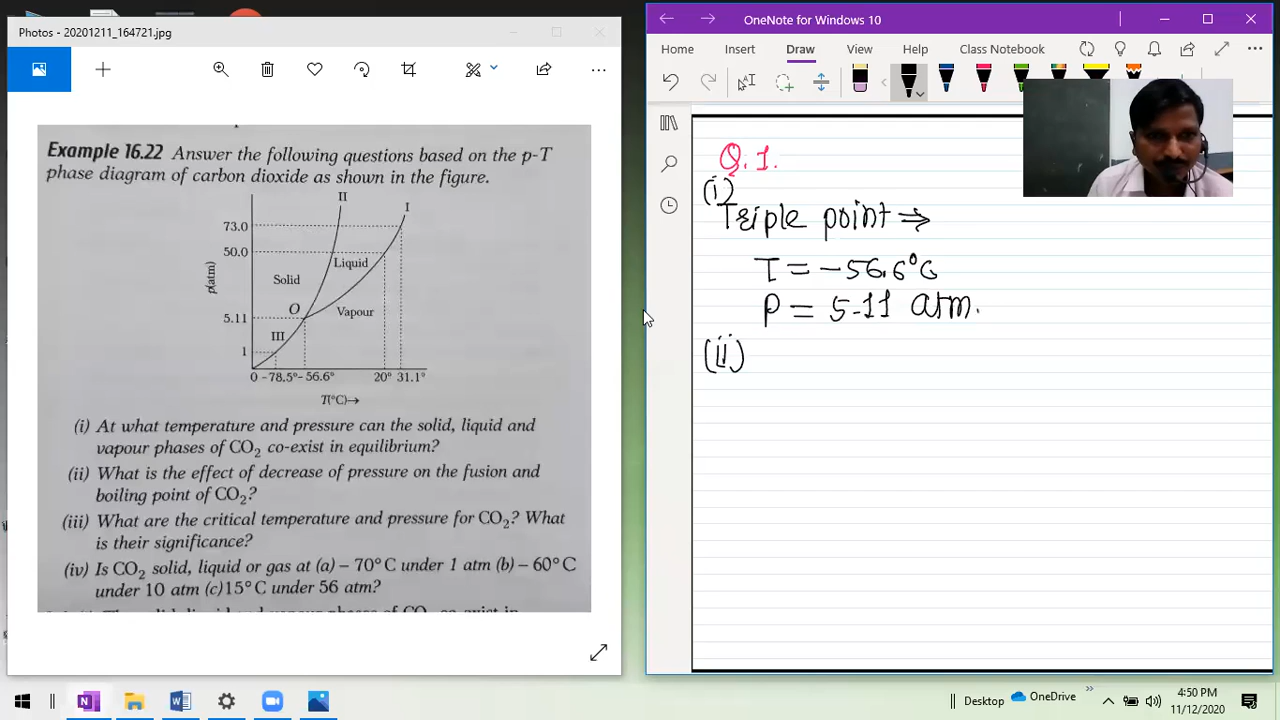 Photos - 20201211_164721.jpg
OneNote for Windows 10
Home Insert Draw View Help Class Notebook
Example 16.22 Answer the following questions based on the p-T
phase diagram of carbon dioxide as shown in the figure.
II
I
73.0
50.0
Liquid
Solid
p(atm)
O
Vapour
5.11
III
1
0 -78.5° - 56.6° 20° 31.1°
T(°C)→
(i) At what temperature and pressure can the solid, liquid and
vapour phases of CO2 co-exist in equilibrium?
(ii) What is the effect of decrease of pressure on the fusion and
boiling point of CO2?
(iii) What are the critical temperature and pressure for CO2? What
is their significance?
(iv) Is CO2 solid, liquid or gas at (a) – 70°C under 1 atm (b) – 60°C
under 10 atm (c)15°C under 56 atm?
Q.1.
(i)
Triple point ⇒
T = -56.6°C
P = 5.11 atm.
(ii)
Desktop OneDrive
4:50 PM
11/12/2020